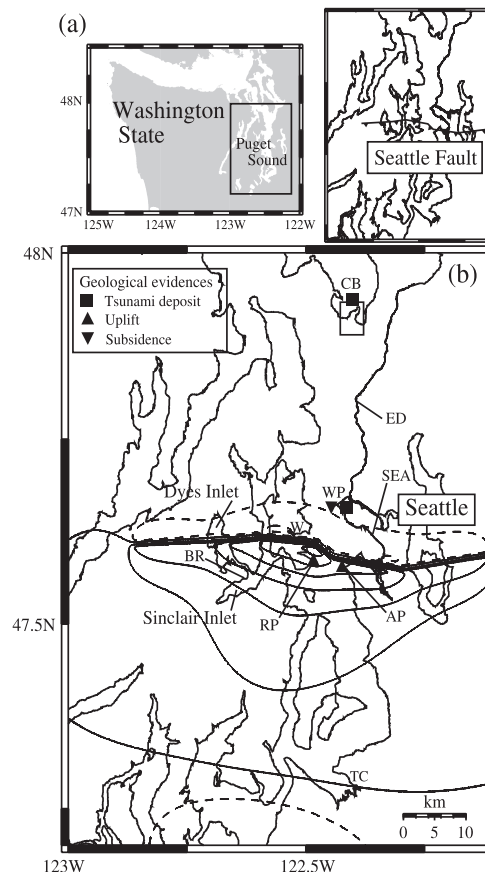 (a)
48N
Washington
State
Puget
Sound
47N
125W
124W
123W
122W
Seattle Fault
48N
(b)
Geological evidences
Tsunami deposit
Uplift
Subsidence
CB
ED
SEA
WP
Seattle
Dyes Inlet
W
BR
Sinclair Inlet
RP
AP
47.5N
TC
km
0 5 10
123W
122.5W